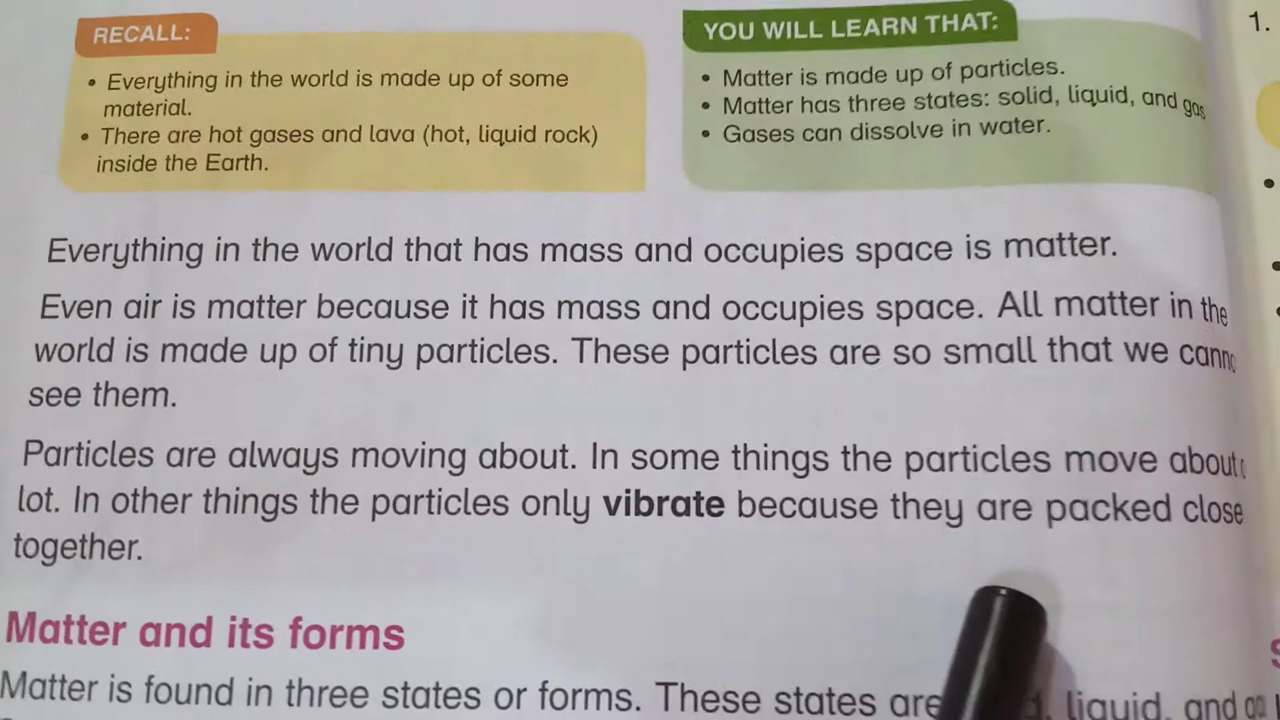 RECALL:
• Everything in the world is made up of some
material.
• There are hot gases and lava (hot, liquid rock)
inside the Earth.
YOU WILL LEARN THAT:
• Matter is made up of particles.
• Matter has three states: solid, liquid, and gas
• Gases can dissolve in water.
Everything in the world that has mass and occupies space is matter.
Even air is matter because it has mass and occupies space. All matter in the
world is made up of tiny particles. These particles are so small that we
see them.
Particles are always moving about. In some things the particles move about
lot. In other things the particles only vibrate because they are packed close
together.
Matter and its forms
Matter is found in three states or forms. These states are liquid, and
1.